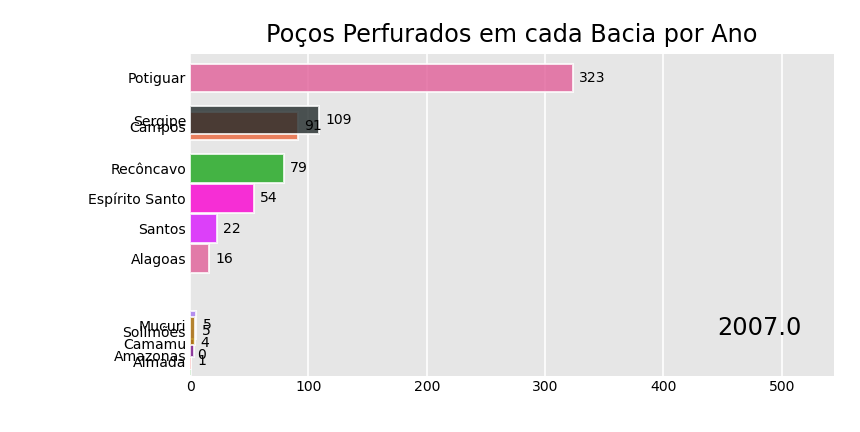 Poços Perfurados em cada Bacia por Ano
Potiguar 323
Sergipe 109
Campos 91
Recôncavo 79
Espírito Santo 54
Santos 22
Alagoas 16
Mucuri 5
Solimões 5
2007.0
Camamu 4
Amazonas 0
Almada 1
0 100 200 300 400 500